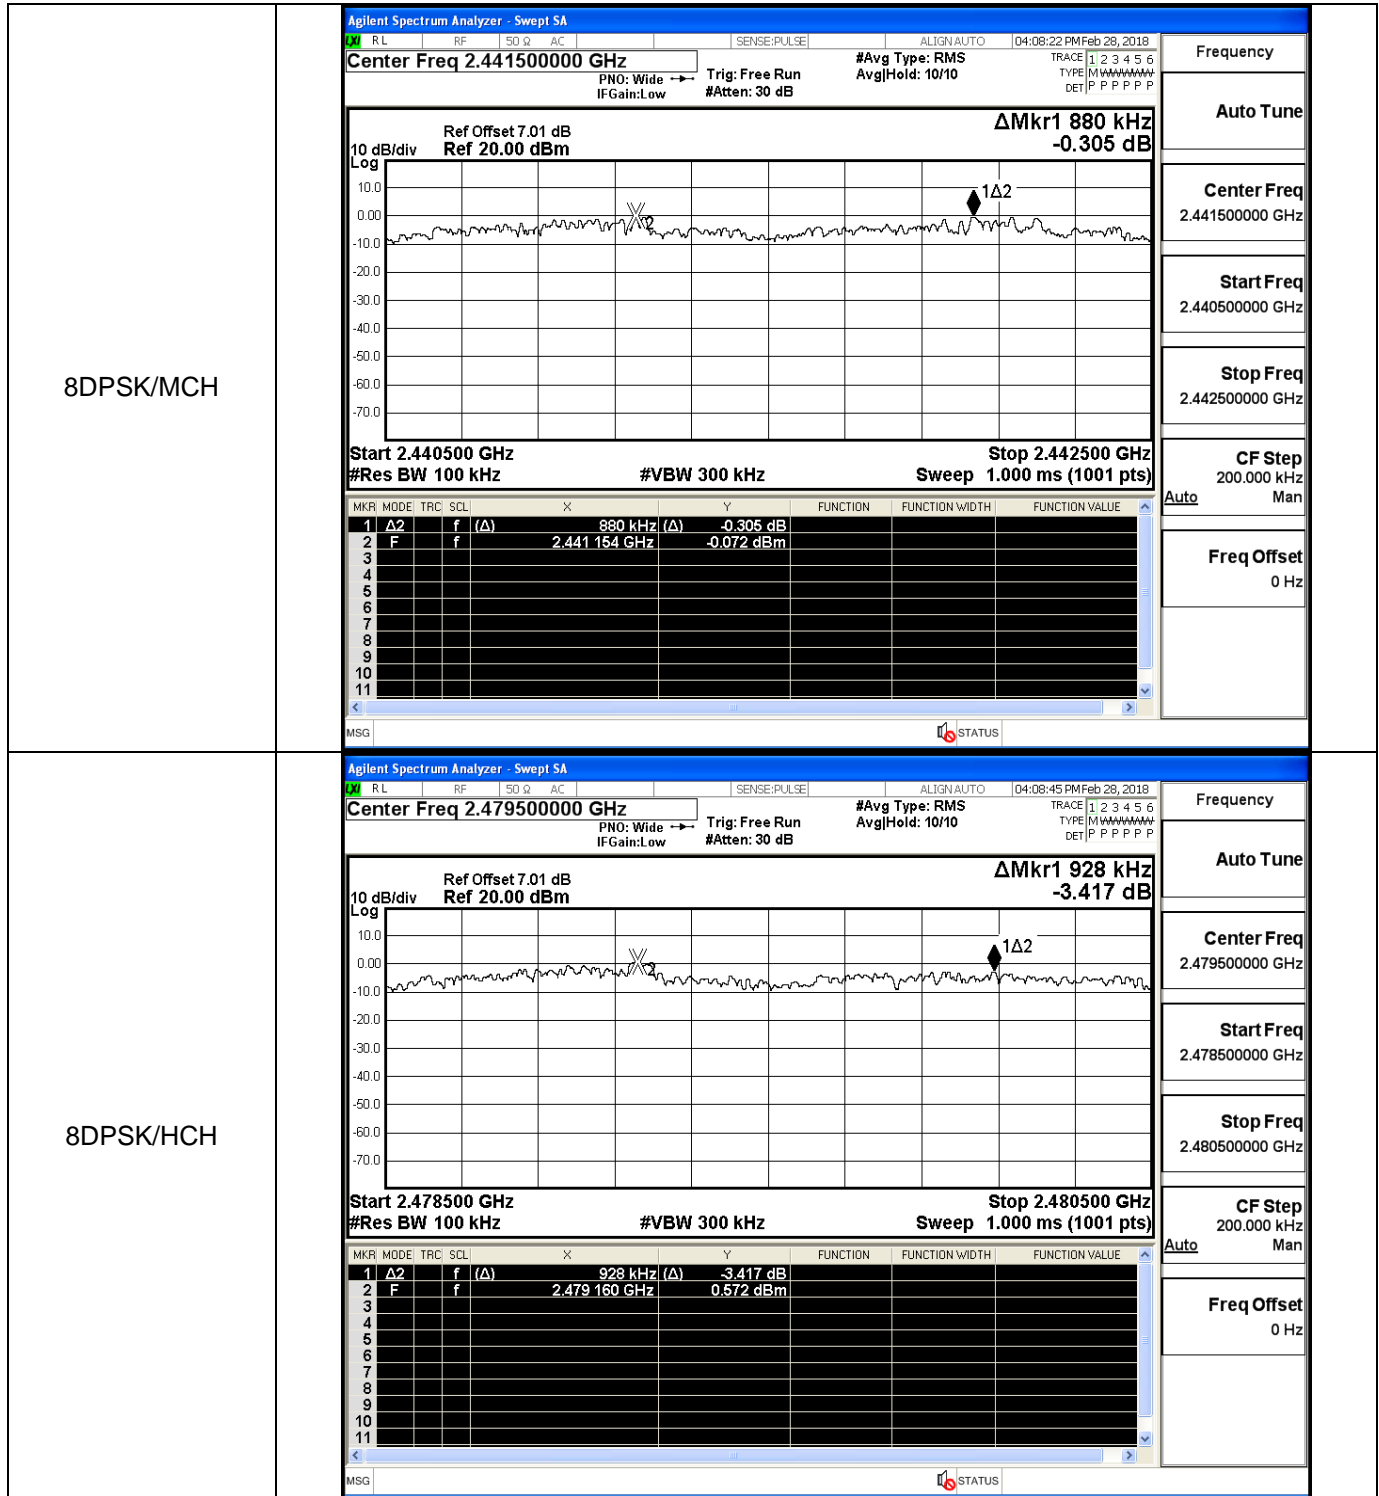 8DPSK/MCH
Agilent Spectrum Analyzer - Swept SA
LXI RL RF 50 Ω AC SENSE:PULSE ALIGN AUTO 04:08:22 PM Feb 28, 2018
Center Freq 2.441500000 GHz
PNO: Wide
IFGain:Low
Trig: Free Run
#Atten: 30 dB
#Avg Type: RMS
Avg|Hold: 10/10
TRACE 1 2 3 4 5 6
TYPE M WWWWW
DET P P P P P P
Frequency
Auto Tune
Center Freq
2.441500000 GHz
Start Freq
2.440500000 GHz
Stop Freq
2.442500000 GHz
CF Step
200.000 kHz
Auto Man
Freq Offset
0 Hz
Ref Offset 7.01 dB
10 dB/div Ref 20.00 dBm
Log
ΔMkr1 880 kHz
-0.305 dB
10.0
0.00
-10.0
-20.0
-30.0
-40.0
-50.0
-60.0
-70.0
1Δ2
2
Start 2.440500 GHz Stop 2.442500 GHz
#Res BW 100 kHz #VBW 300 kHz Sweep 1.000 ms (1001 pts)
MKR MODE TRC SCL X Y FUNCTION FUNCTION WIDTH FUNCTION VALUE
1 Δ2 f (Δ) 880 kHz (Δ) -0.305 dB
2 F f 2.441 154 GHz -0.072 dBm
3
4
5
6
7
8
9
10
11
MSG STATUS
8DPSK/HCH
Agilent Spectrum Analyzer - Swept SA
LXI RL RF 50 Ω AC SENSE:PULSE ALIGN AUTO 04:08:45 PM Feb 28, 2018
Center Freq 2.479500000 GHz
PNO: Wide
IFGain:Low
Trig: Free Run
#Atten: 30 dB
#Avg Type: RMS
Avg|Hold: 10/10
TRACE 1 2 3 4 5 6
TYPE M WWWWW
DET P P P P P P
Frequency
Auto Tune
Center Freq
2.479500000 GHz
Start Freq
2.478500000 GHz
Stop Freq
2.480500000 GHz
CF Step
200.000 kHz
Auto Man
Freq Offset
0 Hz
Ref Offset 7.01 dB
10 dB/div Ref 20.00 dBm
Log
ΔMkr1 928 kHz
-3.417 dB
10.0
0.00
-10.0
-20.0
-30.0
-40.0
-50.0
-60.0
-70.0
1Δ2
2
Start 2.478500 GHz Stop 2.480500 GHz
#Res BW 100 kHz #VBW 300 kHz Sweep 1.000 ms (1001 pts)
MKR MODE TRC SCL X Y FUNCTION FUNCTION WIDTH FUNCTION VALUE
1 Δ2 f (Δ) 928 kHz (Δ) -3.417 dB
2 F f 2.479 160 GHz 0.572 dBm
3
4
5
6
7
8
9
10
11
MSG STATUS